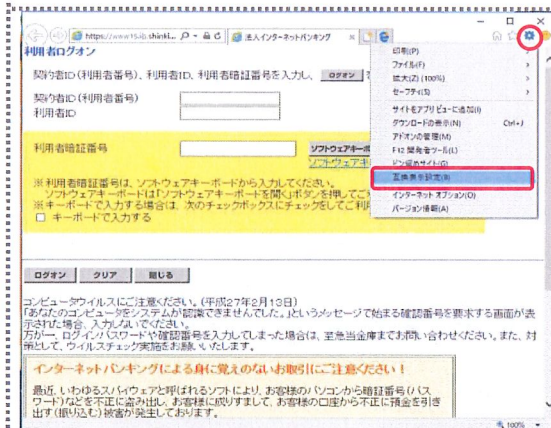 https://www15.ib.shinki...
法人インターネットバンキング
利用者ログオン
契約者ID(利用者番号)、利用者ID、利用者暗証番号を入力し、 ログオン
契約者ID(利用者番号)
利用者ID
利用者暗証番号
ソフトウェアキーボ
ソフトウェアキー
※利用者暗証番号は、ソフトウェアキーボードから入力してください。
ソフトウェアキーボードは「ソフトウェアキーボードを開く」ボタンを押してご
※キーボードで入力する場合は、次のチェックボックスにチェックをしてご利用
キーボードで入力する
印刷(P)
ファイル(F)
拡大(Z) (100%)
セーフティ(S)
サイトをアプリ ビューに追加(I)
ダウンロードの表示(N) Ctrl+J
アドオンの管理(M)
F12 開発者ツール(L)
ピン留めサイト(G)
互換表示設定(B)
インターネット オプション(O)
バージョン情報(A)
ログオン クリア 閉じる
コンピュータウイルスにご注意ください。(平成27年2月13日)
「あなたのコンピュータをシステムが認識できませんでした。」というメッセージで始まる確認番号を要求する画面が表
示された場合、入力しないでください。
万が一、ログインパスワードや確認番号を入力してしまった場合は、至急当金庫までお問い合わせください。また、対
策として、ウイルスチェック実施をお願いいたします。
インターネットバンキングによる身に覚えのないお取引にご注意ください!
最近、いわゆるスパイウェアと呼ばれるソフトにより、お客様のパソコンから暗証番号(パス
ワード)などを不正に盗み出し、お客様に成りすまして、お客様の口座から不正に預金を引き
出す(振り込む)被害が発生しております。
100%